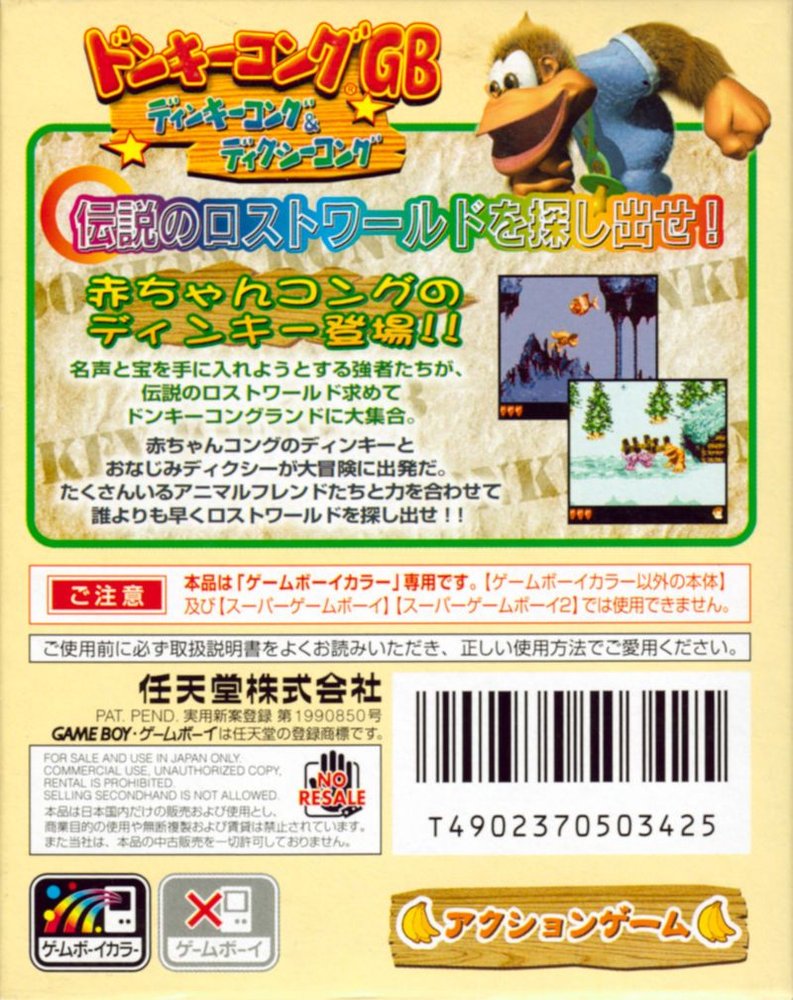 ドンキーコング®GB
ディンキーコング&
ディクシーコング
伝説のロストワールドを探し出せ!
赤ちゃんコングの
ディンキー登場!!
名声と宝を手に入れようとする強者たちが、
伝説のロストワールド求めて
ドンキーコングランドに大集合。
赤ちゃんコングのディンキーと
おなじみディクシーが大冒険に出発だ。
たくさんいるアニマルフレンドたちと力を合わせて
誰よりも早くロストワールドを探し出せ!!
ご注意
本品は「ゲームボーイカラー」専用です。【ゲームボーイカラー以外の本体】
及び【スーパーゲームボーイ】【スーパーゲームボーイ2】では使用できません。
ご使用前に必ず取扱説明書をよくお読みいただき、正しい使用方法でご愛用ください。
任天堂株式会社
PAT. PEND. 実用新案登録 第1990850号
GAME BOY・ゲームボーイは任天堂の登録商標です。
FOR SALE AND USE IN JAPAN ONLY.
COMMERCIAL USE, UNAUTHORIZED COPY,
RENTAL IS PROHIBITED.
SELLING SECONDHAND IS NOT ALLOWED.
本品は日本国内だけの販売および使用とし、
商業目的の使用や無断複製および賃貸は禁止されています。
また当社は、本品の中古販売を一切許可しておりません。
NO
RESALE
T4902370503425
ゲームボーイカラー
ゲームボーイ
アクションゲーム